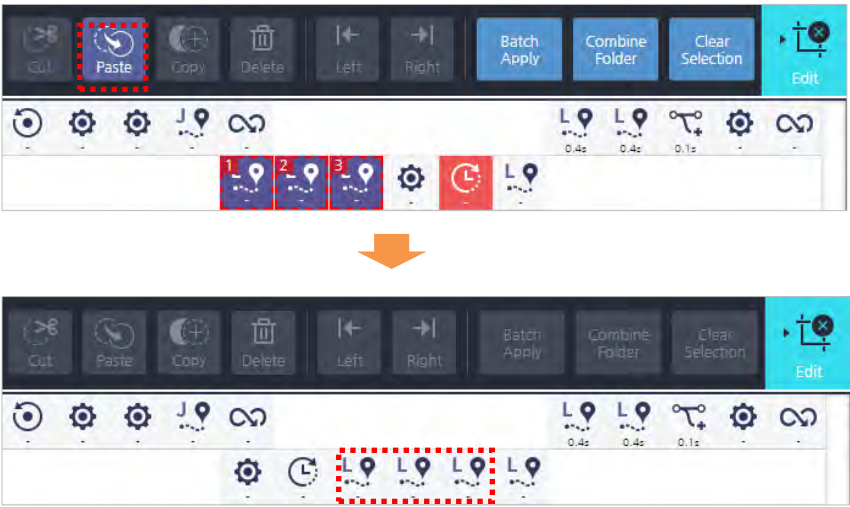 Cut Paste Copy Delete Left Right Batch Apply Combine Folder Clear Selection Edit
- - - J - - L 0.4s L 0.4s 0.1s - -
1 L - 2 L - 3 L - - - L -
Cut Paste Copy Delete Left Right Batch Apply Combine Folder Clear Selection Edit
- - - J - - L 0.4s L 0.4s 0.1s - -
- - L - L - L - L -